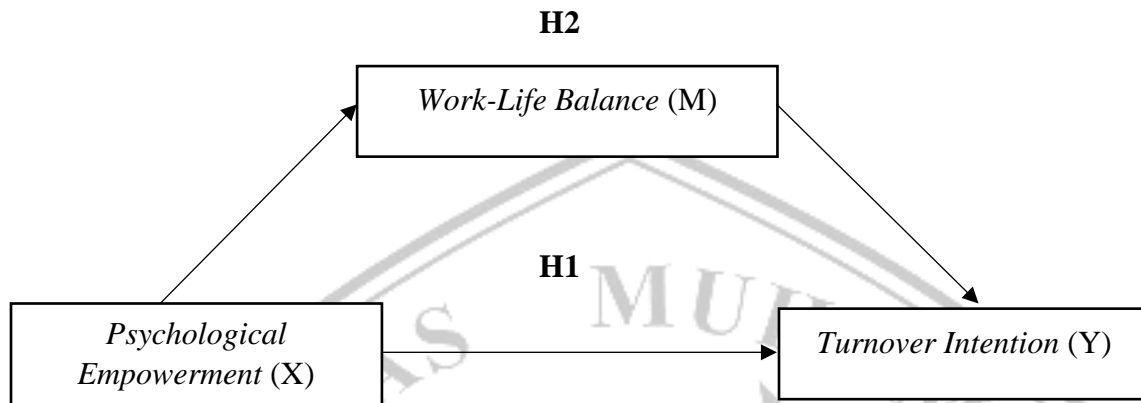 H2
Work-Life Balance (M)
H1
Psychological
Empowerment (X)
Turnover Intention (Y)